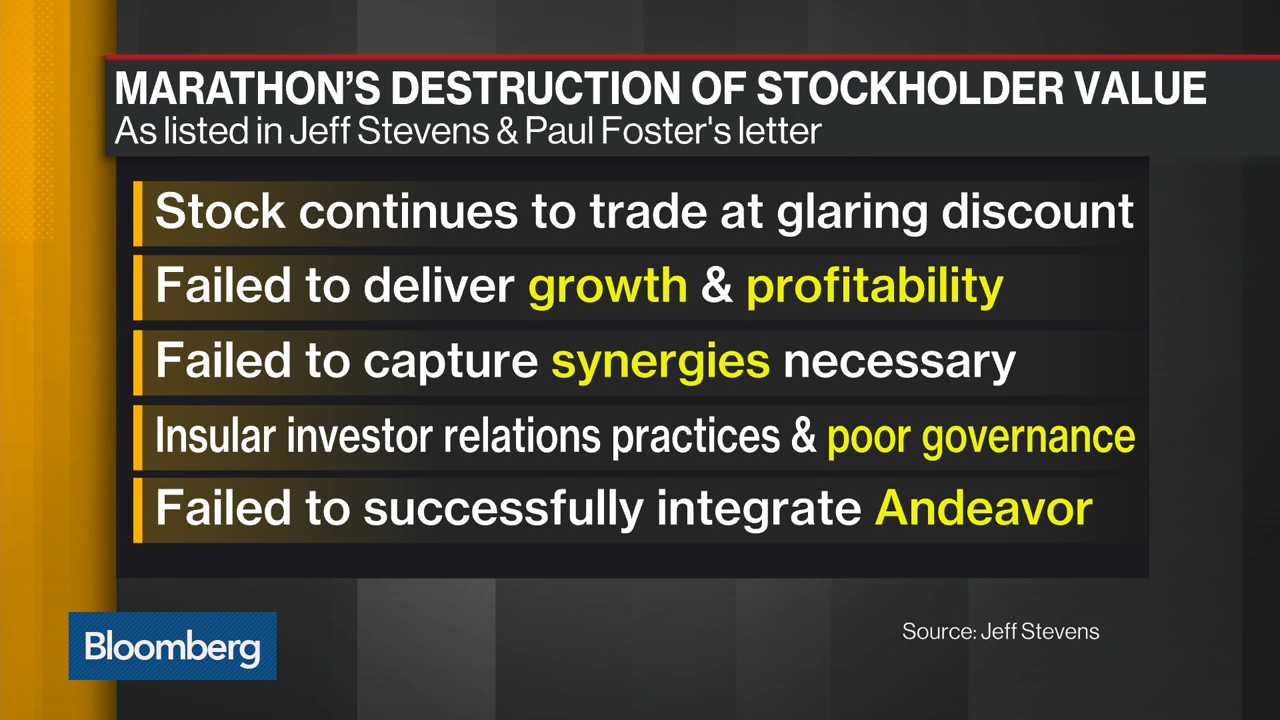 MARATHON’S DESTRUCTION OF STOCKHOLDER VALUE
As listed in Jeff Stevens & Paul Foster's letter
Stock continues to trade at glaring discount
Failed to deliver growth & profitability
Failed to capture synergies necessary
Insular investor relations practices & poor governance
Failed to successfully integrate Andeavor
Source: Jeff Stevens
Bloomberg